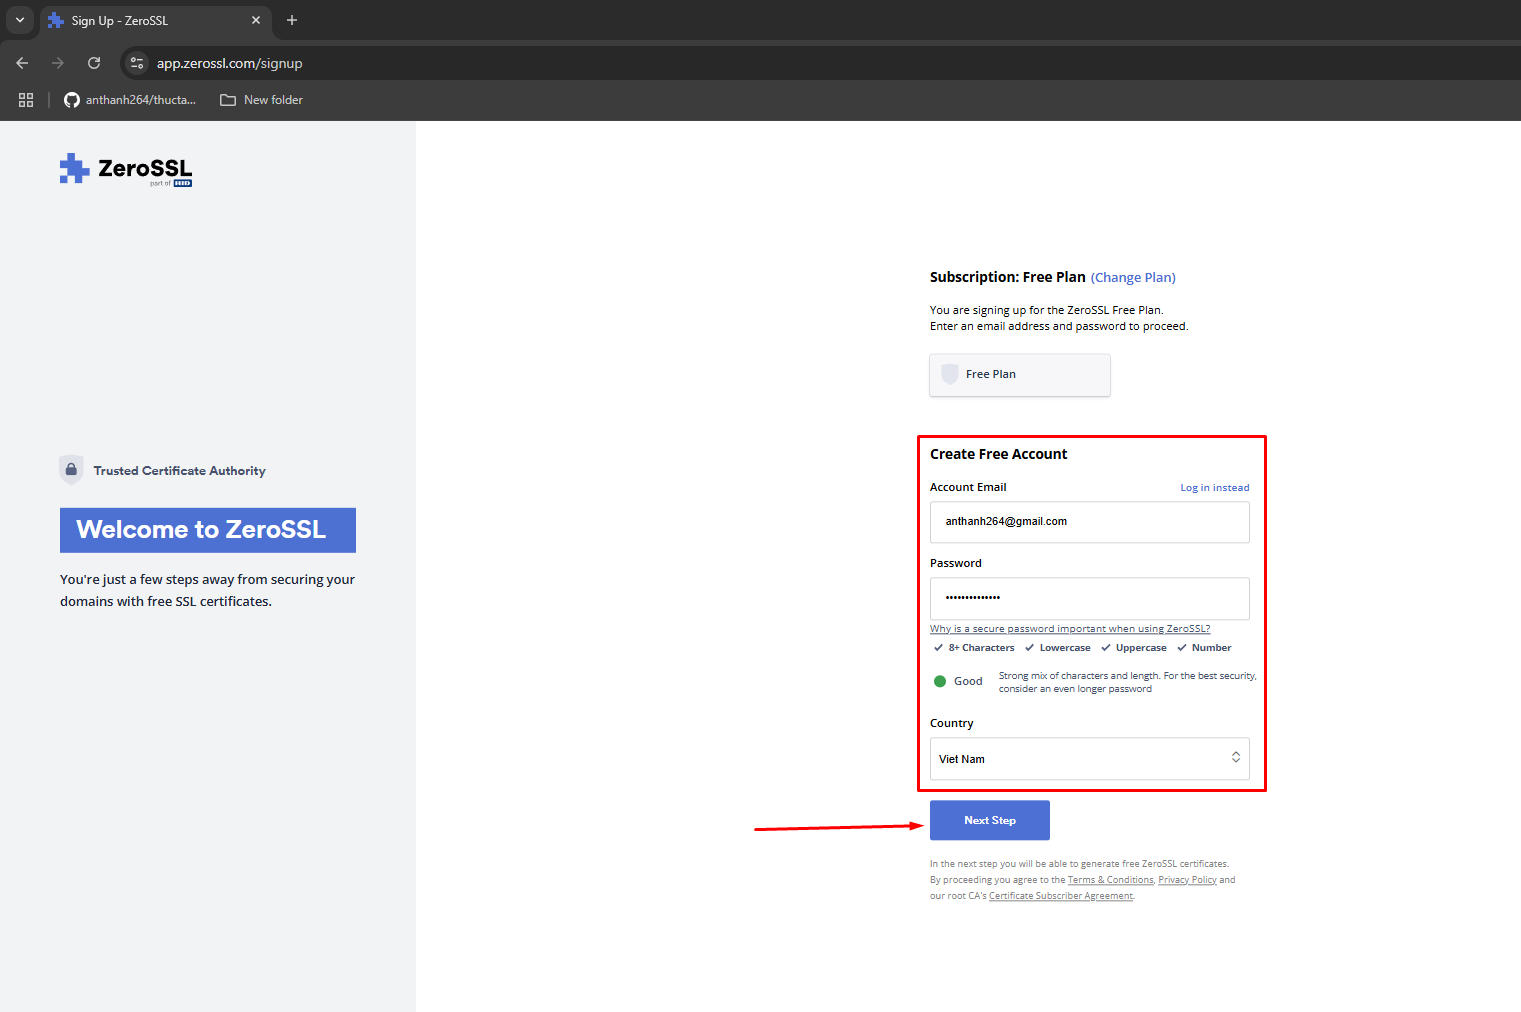 Sign Up - ZeroSSL
app.zerossl.com/signup
anthanh264/thucta...
New folder
ZeroSSL
part of HID
Trusted Certificate Authority
Welcome to ZeroSSL
You're just a few steps away from securing your
domains with free SSL certificates.
Subscription: Free Plan (Change Plan)
You are signing up for the ZeroSSL Free Plan.
Enter an email address and password to proceed.
Free Plan
Create Free Account
Account Email
Log in instead
anthanh264@gmail.com
Password
••••••••••••••
Why is a secure password important when using ZeroSSL?
8+ Characters Lowercase Uppercase Number
Good
Strong mix of characters and length. For the best security,
consider an even longer password
Country
Viet Nam
Next Step
In the next step you will be able to generate free ZeroSSL certificates.
By proceeding you agree to the Terms & Conditions, Privacy Policy and
our root CA's Certificate Subscriber Agreement.